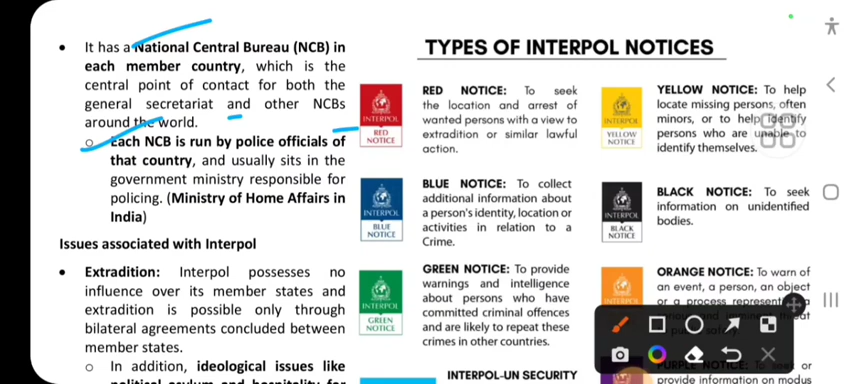 It has a National Central Bureau (NCB) in
each member country, which is the
central point of contact for both the
general secretariat and other NCBs
around the world.
Each NCB is run by police officials of
that country, and usually sits in the
government ministry responsible for
policing. (Ministry of Home Affairs in
India)
Issues associated with Interpol
Extradition: Interpol possesses no
influence over its member states and
extradition is possible only through
bilateral agreements concluded between
member states.
In addition, ideological issues like
political asylum and hospitality for
TYPES OF INTERPOL NOTICES
INTERPOL
RED
NOTICE
RED NOTICE: To seek
the location and arrest of
wanted persons with a view to
extradition or similar lawful
action.
INTERPOL
BLUE
NOTICE
BLUE NOTICE: To collect
additional information about
a person's identity, location or
activities in relation to a
Crime.
INTERPOL
GREEN
NOTICE
GREEN NOTICE: To provide
warnings and intelligence
about persons who have
committed criminal offences
and are likely to repeat these
crimes in other countries.
INTERPOL-UN SECURITY
INTERPOL
YELLOW
NOTICE
YELLOW NOTICE: To help
locate missing persons, often
minors, or to help identify
persons who are unable to
identify themselves.
INTERPOL
BLACK
NOTICE
BLACK NOTICE: To seek
information on unidentified
bodies.
INTERPOL
ORANGE NOTICE: To warn of
an event, a person, an object
or a process
PURPLE NOTICE: or
provide information on modus